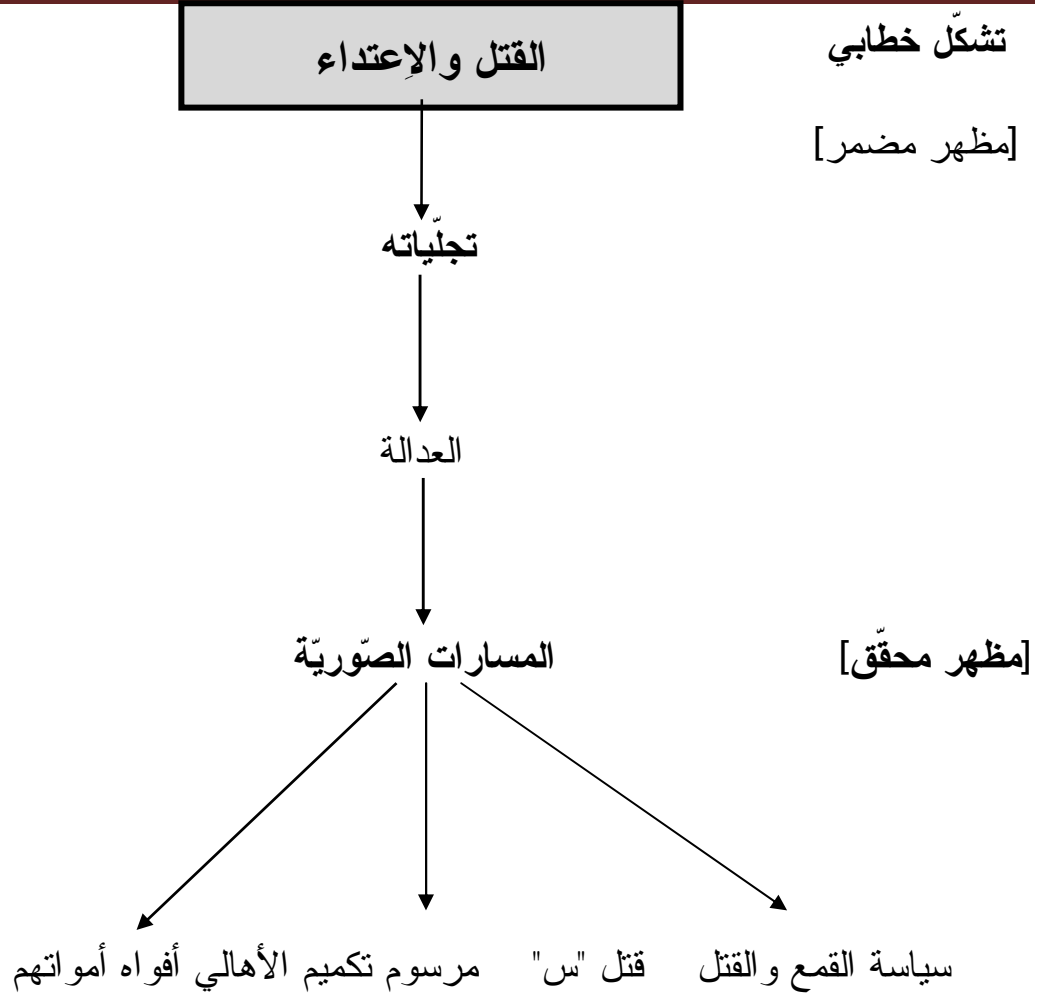 تشكّل خطابي
القتل والإعتداء
[مظهر مضمر]
تجلّياته
العدالة
[مظهر محقّق]
المسارات الصّوريّة
سياسة القمع والقتل قتل "س" مرسوم تكميم الأهالي أفواه أمواتهم